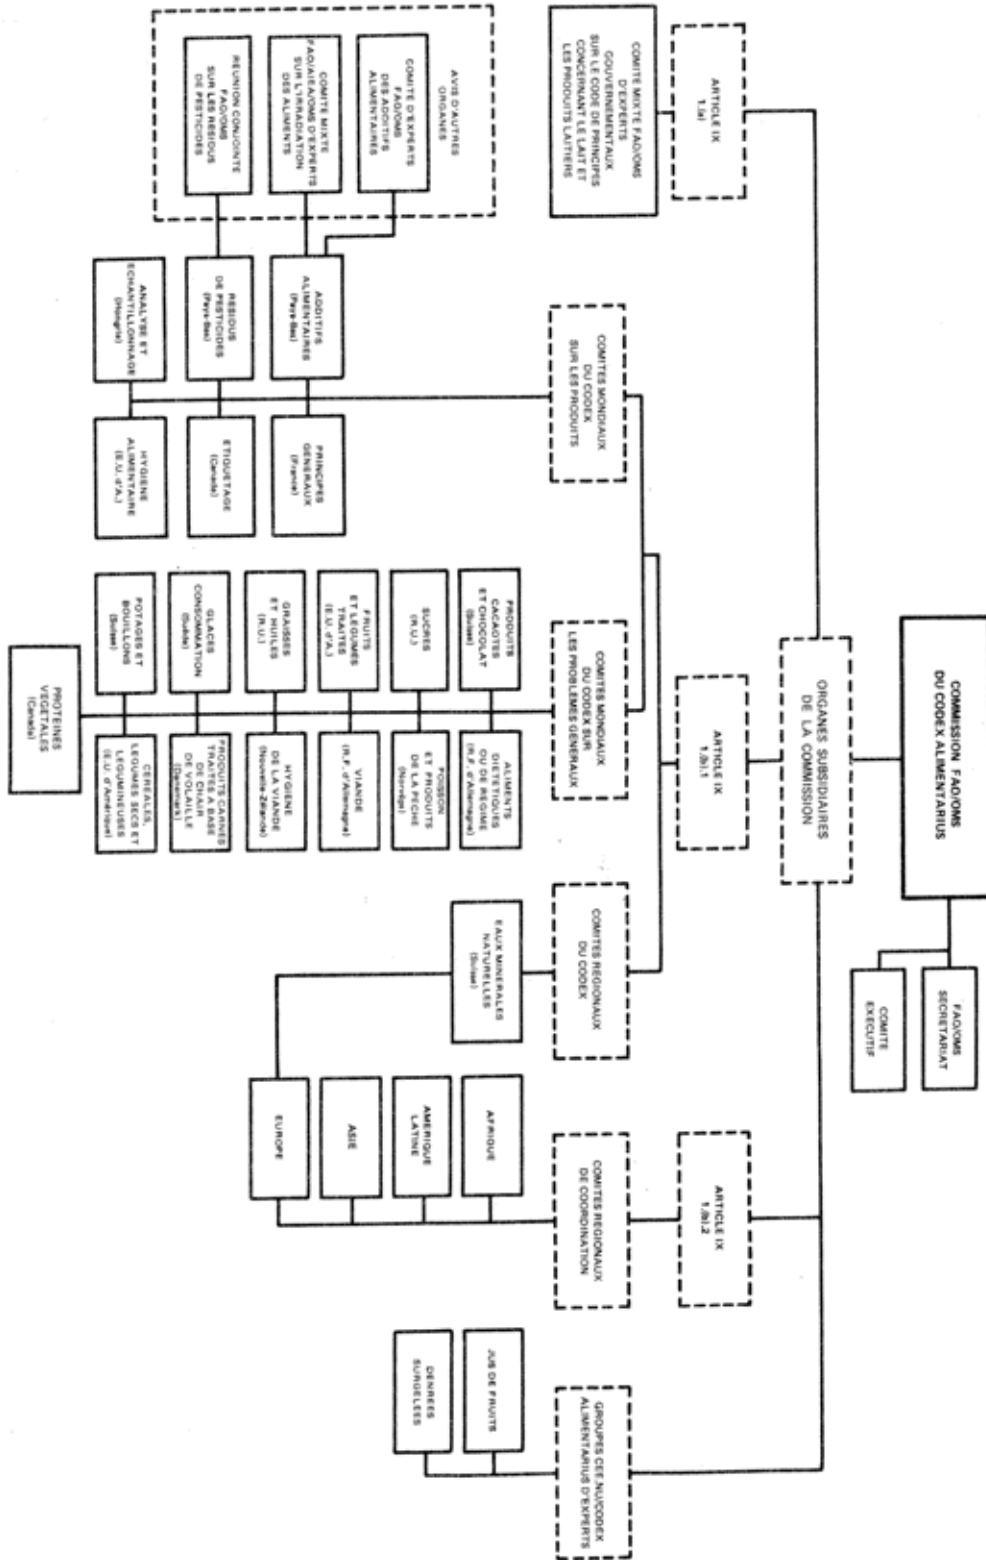 COMMISSION FAO/OMS
DU CODEX ALIMENTARIUS
FAO/OMS
SECRETARIAT
COMITE
EXECUTIF
ORGANES SUBSIDIAIRES
DE LA COMMISSION
ARTICLE IX
1.(a)
ARTICLE IX
1.(b).1
ARTICLE IX
1.(b).2
COMITE MIXTE FAO/OMS
D'EXPERTS
GOUVERNEMENTAUX
SUR LE CODE DE PRINCIPES
CONCERNANT LE LAIT ET
LES PRODUITS LAITIERS
COMITES MONDIAUX
DU CODEX
SUR LES PRODUITS
COMITES MONDIAUX
DU CODEX SUR
LES PROBLEMES GENERAUX
COMITES REGIONAUX
DU CODEX
COMITES REGIONAUX
DE COORDINATION
GROUPES CEE.NU/CODEX
ALIMENTARIUS D'EXPERTS
AVIS D'AUTRES
ORGANES
COMITE D'EXPERTS
FAO/OMS
DES ADDITIFS
ALIMENTAIRES
COMITE MIXTE
FAO/AIEA/OMS D'EXPERTS
SUR L'IRRADIATION
DES ALIMENTS
REUNION CONJOINTE
FAO/OMS
SUR LES RESIDUS
DE PESTICIDES
ADDITIFS
ALIMENTAIRES
(Pays-Bas)
PRINCIPES
GENERAUX
(France)
RESIDUS
DE PESTICIDES
(Pays-Bas)
ETIQUETAGE
(Canada)
ANALYSE ET
ECHANTILLONNAGE
(Hongrie)
HYGIENE
ALIMENTAIRE
(E.U. d'A.)
PRODUITS
CACAOTES
ET CHOCOLAT
(Suisse)
ALIMENTS
DIETETIQUES
OU DE REGIME
(R.F. d'Allemagne)
SUCRES
(R.U.)
POISSON
ET PRODUITS
DE LA PECHE
(Norvège)
FRUITS
ET LEGUMES
TRAITES
(E.U. d'A.)
VIANDE
(R.F. d'Allemagne)
GRAISSES
ET HUILES
(R.U.)
HYGIENE
DE LA VIANDE
(Nouvelle-Zélande)
GLACES
CONSOMMATION
(Suède)
PRODUITS CARNES
TRAITES A BASE
DE CHAIR
DE VOLAILLE
(Danemark)
POTAGES ET
BOUILLONS
(Suisse)
CEREALES,
LEGUMES SECS ET
LEGUMINEUSES
(E.U. d'Amérique)
PROTEINES
VEGETALES
(Canada)
EAUX MINERALES
NATURELLES
(Suisse)
AFRIQUE
AMERIQUE
LATINE
ASIE
EUROPE
JUS DE FRUITS
DENREES
SURGELEES